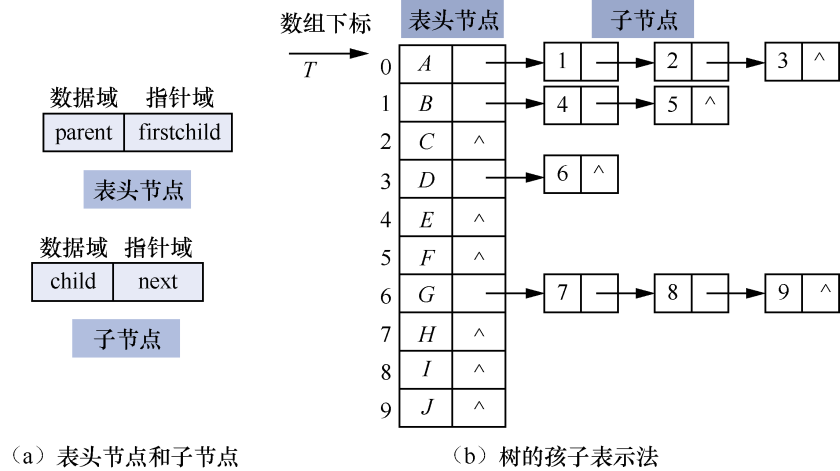 数据域 指针域
parent firstchild
表头节点
数据域 指针域
child next
子节点
(a)表头节点和子节点
数组下标 表头节点 子节点
T
0 A 1 2 3 ^
1 B 4 5 ^
2 C ^
3 D 6 ^
4 E ^
5 F ^
6 G 7 8 9 ^
7 H ^
8 I ^
9 J ^
(b)树的孩子表示法